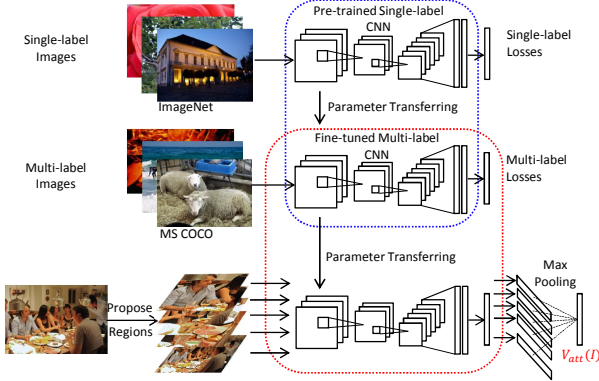 Pre-trained Single-label
CNN
Single-label
Images
Single-label
Losses
ImageNet
Parameter Transferring
Fine-tuned Multi-label
CNN
Multi-label
Images
Multi-label
Losses
MS COCO
Parameter Transferring
Max
Pooling
Propose
Regions
V_att(I)